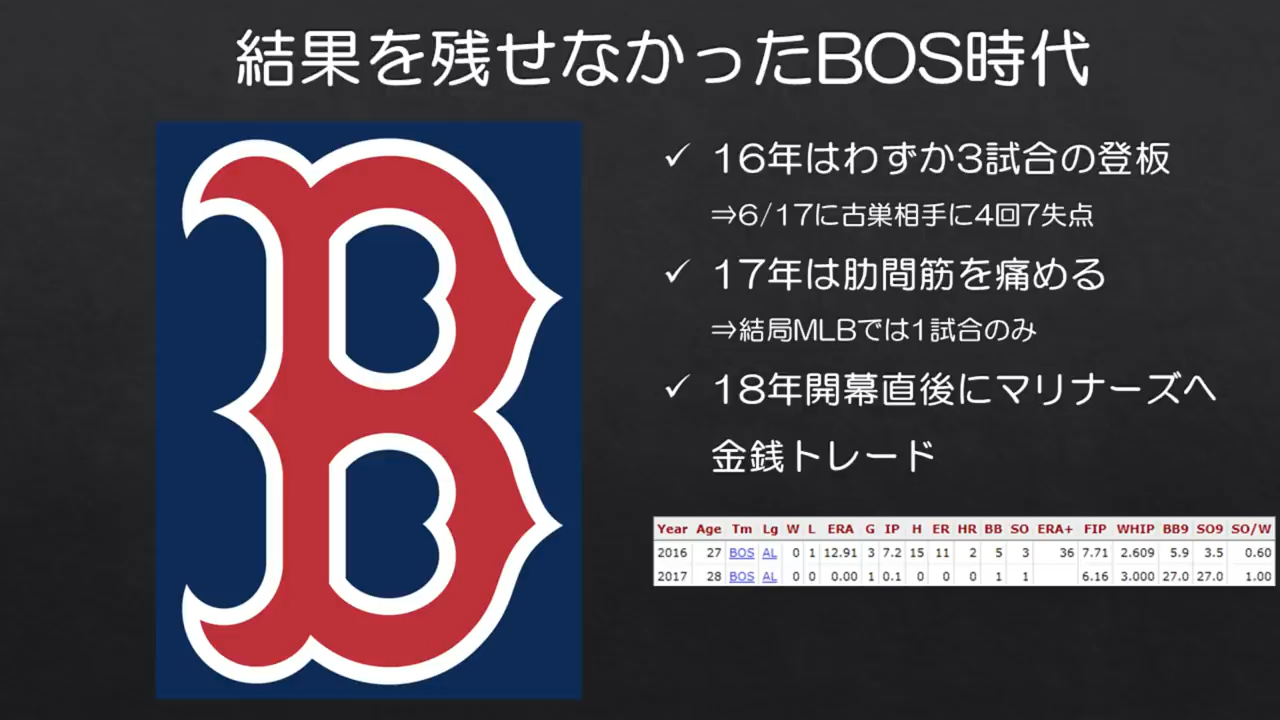 結果を残せなかったBOS時代
B
✓ 16年はわずか3試合の登板
⇒6/17に古巣相手に4回7失点
✓ 17年は肋間筋を痛める
⇒結局MLBでは1試合のみ
✓ 18年開幕直後にマリナーズへ
金銭トレード
Year Age Tm Lg W L ERA G IP H ER HR BB SO ERA+ FIP WHIP BB9 SO9 SO/W
2016 27 BOS AL 0 1 12.91 3 7.2 15 11 2 5 3 36 7.71 2.609 5.9 3.5 0.60
2017 28 BOS AL 0 0 0.00 1 0.1 0 0 0 1 1 6.16 3.000 27.0 27.0 1.00